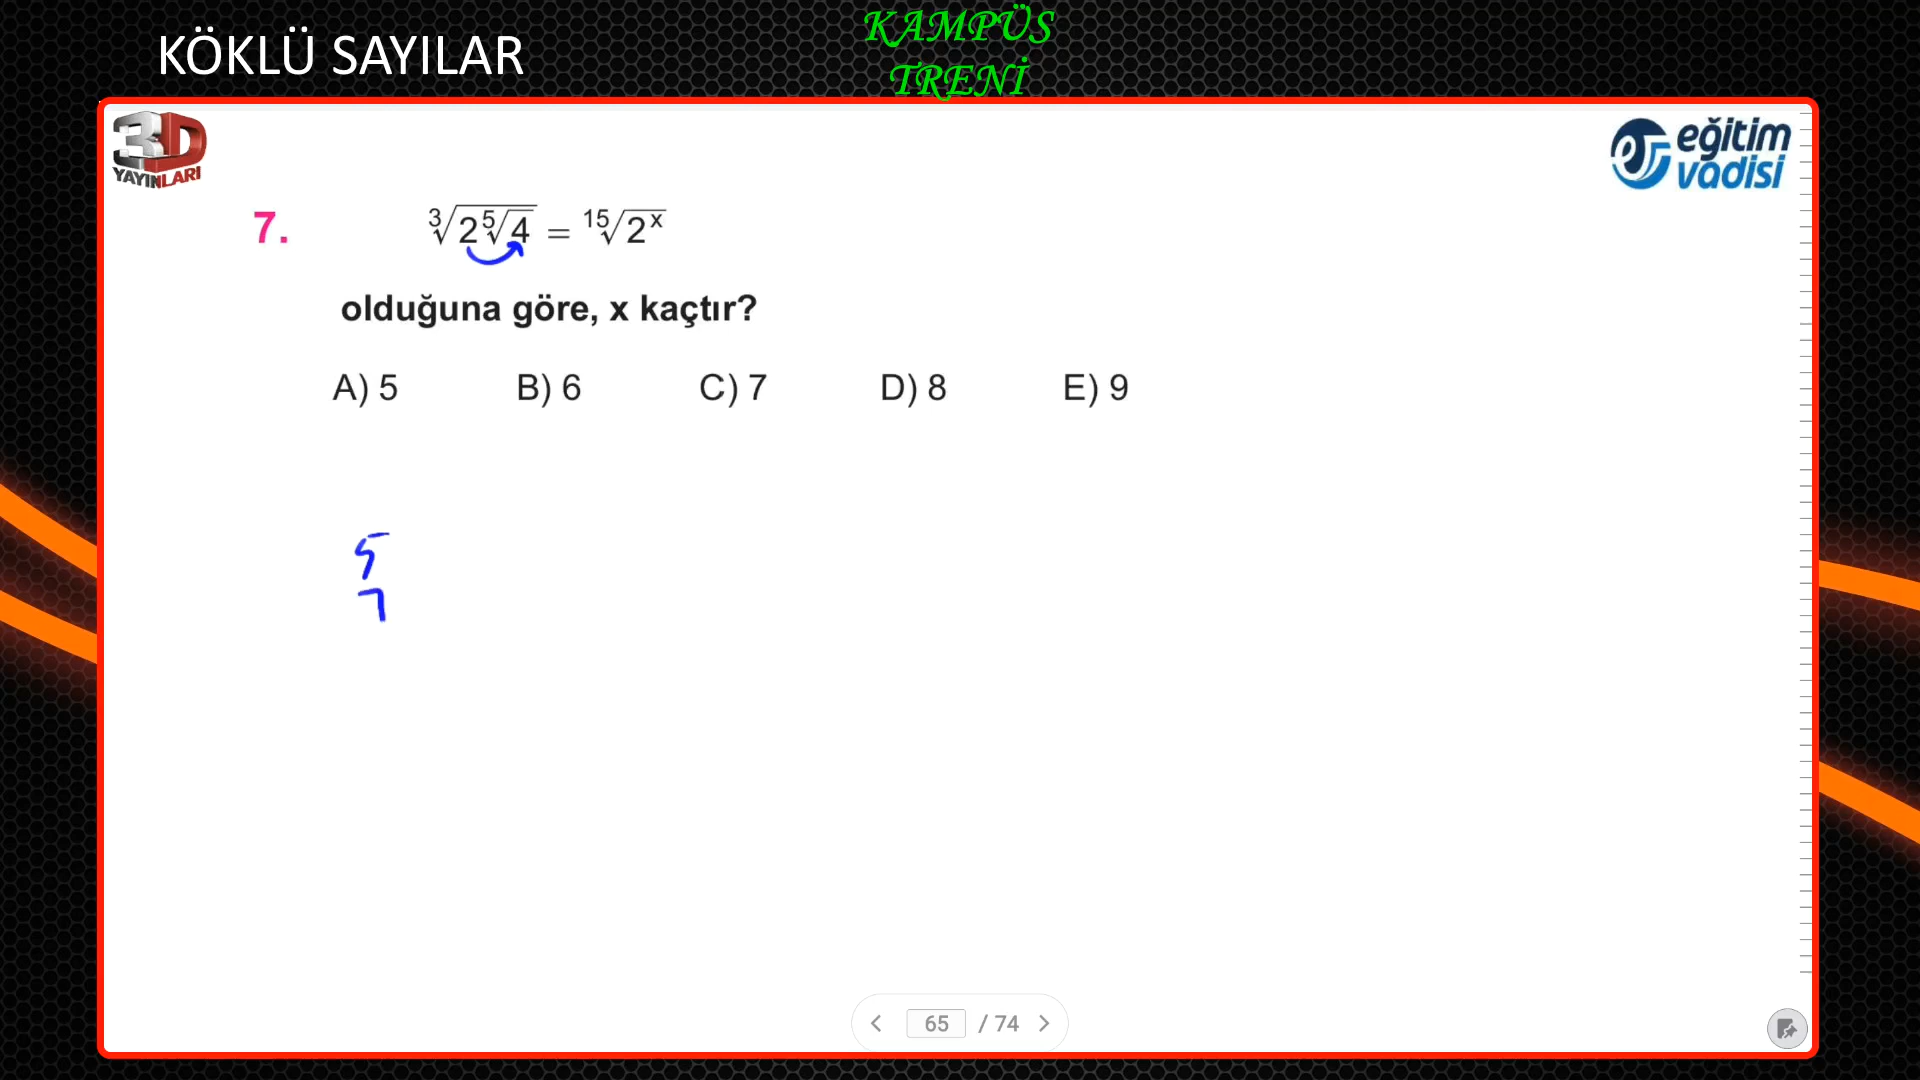 KÖKLÜ SAYILAR
KAMPÜS
TRENİ
3D
YAYINLARI
eğitim
vadisi
7. ∛(2⁵√4) = ¹⁵√(2ˣ)
olduğuna göre, x kaçtır?
A) 5 B) 6 C) 7 D) 8 E) 9
5
7
65 / 74